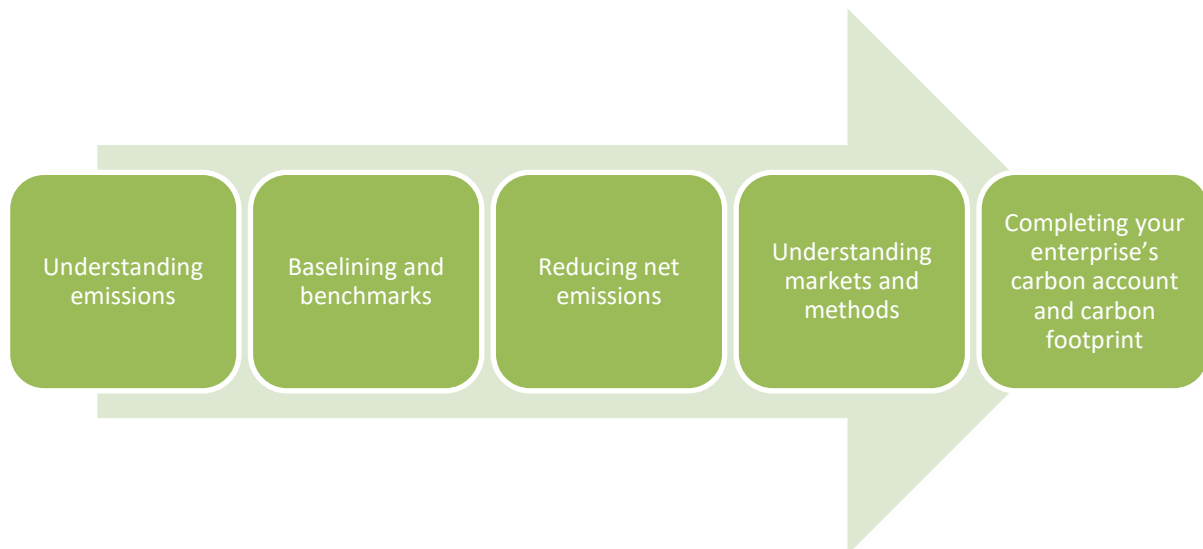 Understanding
emissions
Baselining and
benchmarks
Reducing net
emissions
Understanding
markets and
methods
Completing your
enterprise’s
carbon account
and carbon
footprint